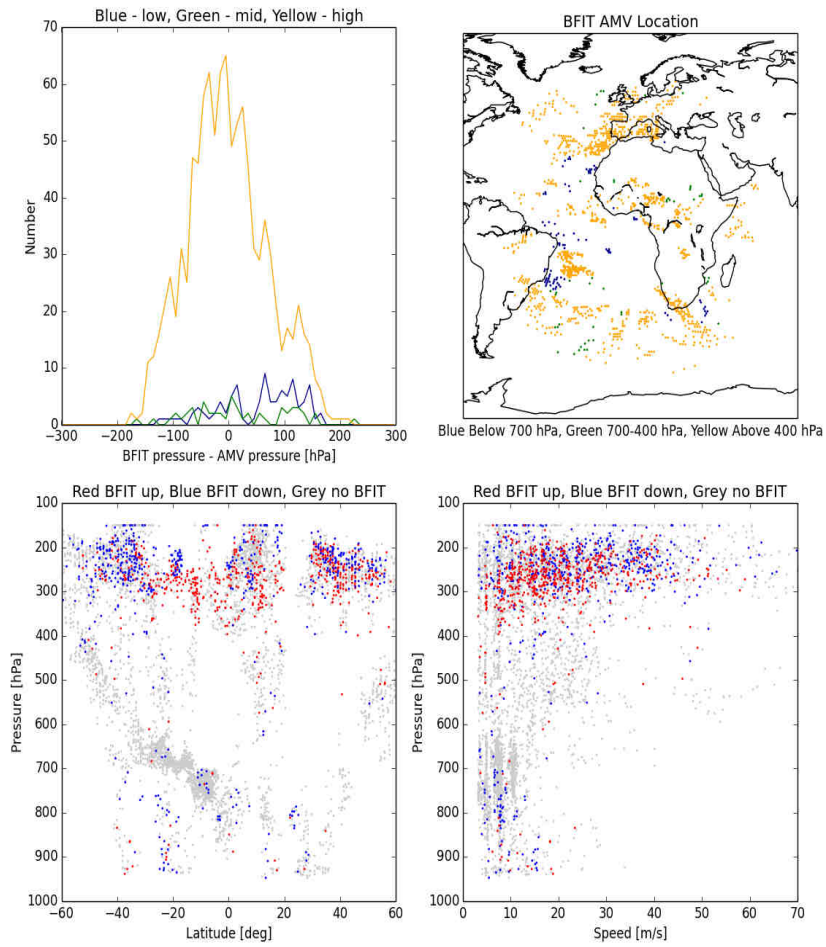 Blue - low, Green - mid, Yellow - high
70
60
50
40
30
20
10
0
Number
−300 −200 −100 0 100 200 300
BFIT pressure - AMV pressure [hPa]
BFIT AMV Location
Blue Below 700 hPa, Green 700-400 hPa, Yellow Above 400 hPa
Red BFIT up, Blue BFIT down, Grey no BFIT
100
200
300
400
500
600
700
800
900
1000
Pressure [hPa]
−60 −40 −20 0 20 40 60
Latitude [deg]
Red BFIT up, Blue BFIT down, Grey no BFIT
100
200
300
400
500
600
700
800
900
1000
Pressure [hPa]
0 10 20 30 40 50 60 70
Speed [m/s]